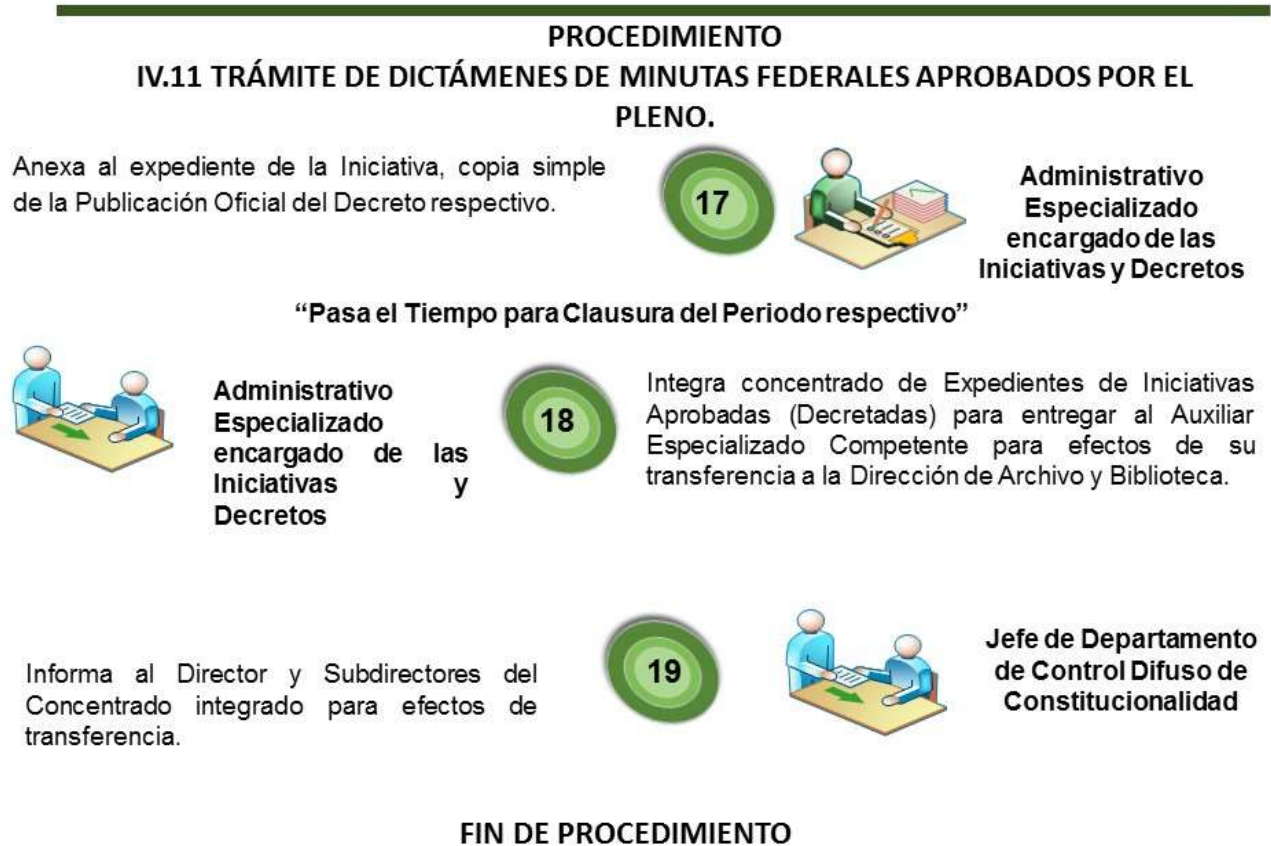 PROCEDIMIENTO
IV.11 TRÁMITE DE DICTÁMENES DE MINUTAS FEDERALES APROBADOS POR EL
PLENO.
Anexa al expediente de la Iniciativa, copia simple
de la Publicación Oficial del Decreto respectivo.
17
Administrativo
Especializado
encargado de las
Iniciativas y Decretos
“Pasa el Tiempo para Clausura del Periodo respectivo”
Administrativo
Especializado
encargado de las
Iniciativas y
Decretos
18
Integra concentrado de Expedientes de Iniciativas
Aprobadas (Decretadas) para entregar al Auxiliar
Especializado Competente para efectos de su
transferencia a la Dirección de Archivo y Biblioteca.
Informa al Director y Subdirectores del
Concentrado integrado para efectos de
transferencia.
19
Jefe de Departamento
de Control Difuso de
Constitucionalidad
FIN DE PROCEDIMIENTO